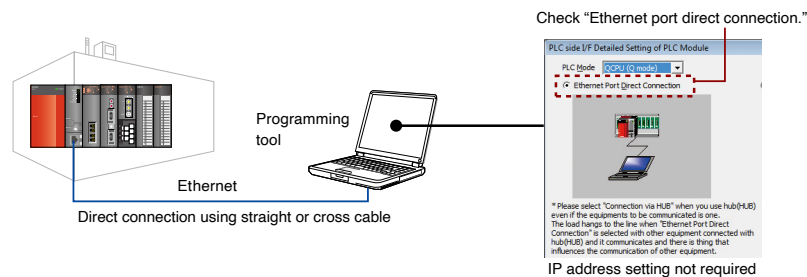 Check “Ethernet port direct connection.”
PLC side I/F Detailed Setting of PLC Module
PLC Mode QCPU (Q mode)
Ethernet Port Direct Connection
Programming
tool
Ethernet
Direct connection using straight or cross cable
* Please select "Connection via HUB" when you use hub(HUB)
even if the equipments to be communicated is one.
The load hangs to the line when "Ethernet Port Direct
Connection" is selected with other equipment connected with
hub(HUB) and it communicates and there is thing that
influences the communication of other equipment.
IP address setting not required